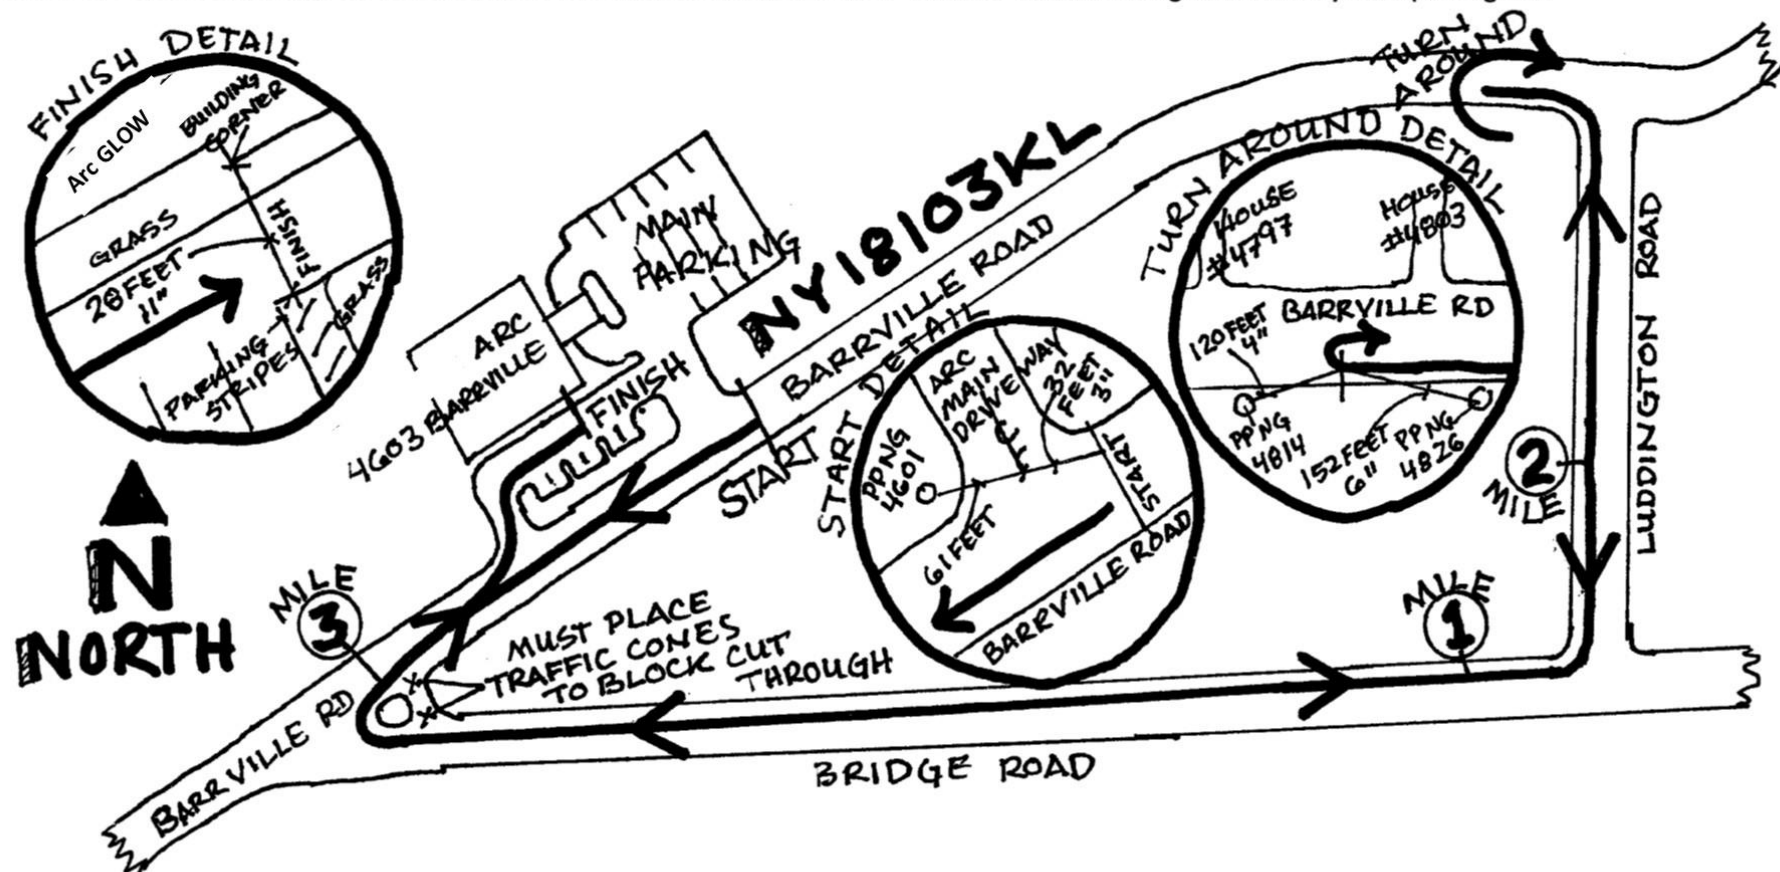 FINISH DETAIL
Arc GLOW
BUILDING
CORNER
GRASS
28 FEET
11"
FINISH
GRASS
PARKING
STRIPES
N
NORTH
MAIN
PARKING
ARC
BARRVILLE
4603 BARRVILLE
FINISH
NY18103KL
BARRVILLE ROAD
START
START DETAIL
ARC
MAIN
DRIVEWAY
32
FEET
3"
PPNG
4601
START
61 FEET
BARRVILLE ROAD
TURN
AROUND
TURN AROUND DETAIL
HOUSE
#4797
HOUSE
#4803
BARRVILLE RD
120 FEET
4"
PPNG
4814
152 FEET
6"
PPNG
4826
LUDDINGTON ROAD
2
MILE
MILE
1
MILE
3
MUST PLACE
TRAFFIC CONES
TO BLOCK CUT
THROUGH
BARRVILLE RD
BRIDGE ROAD